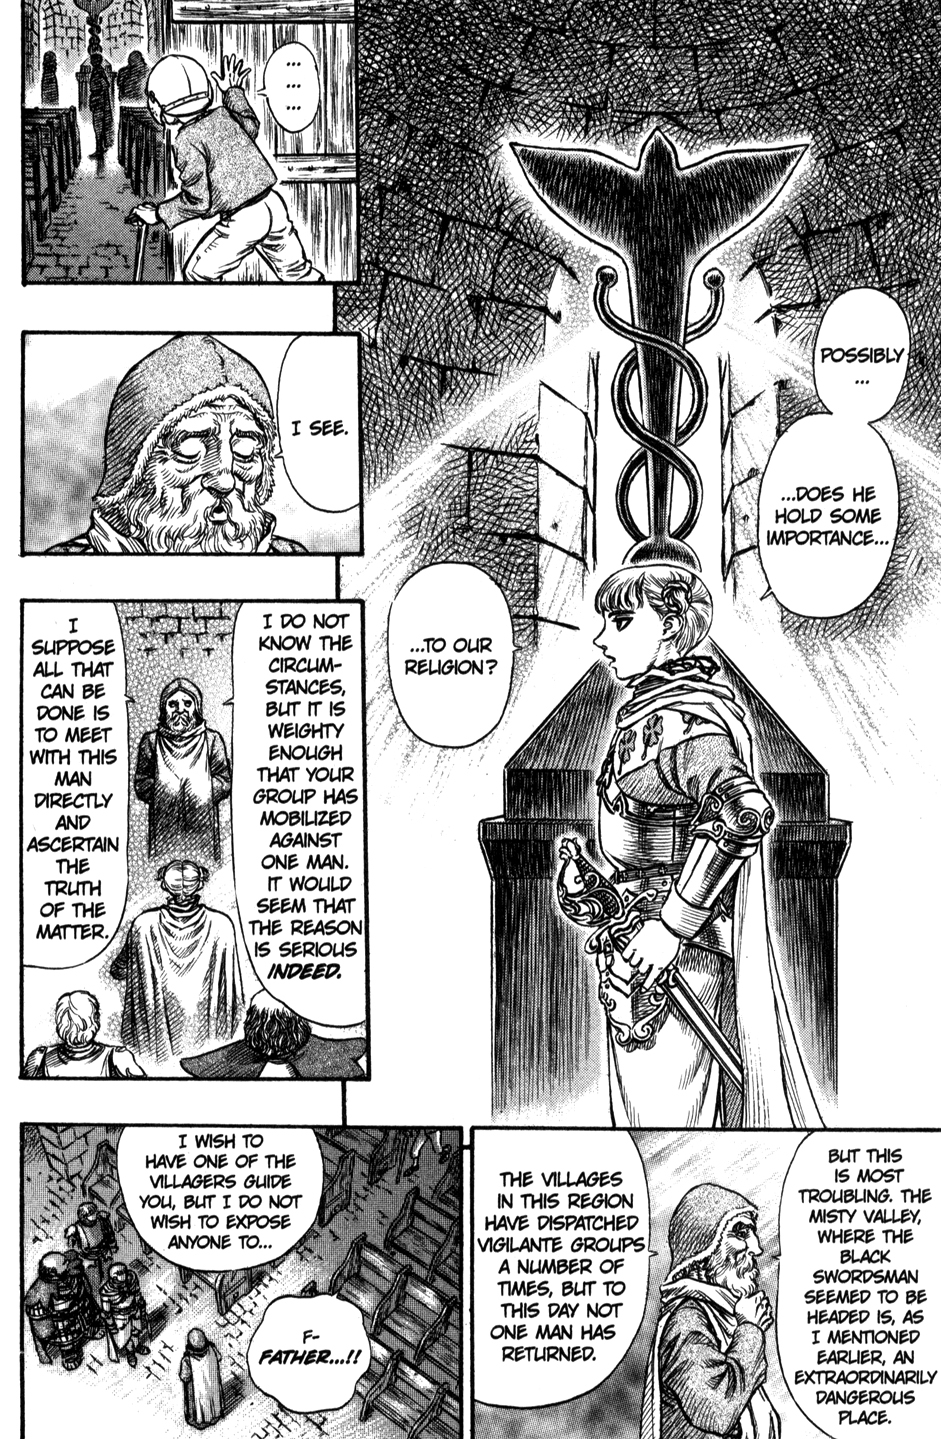 ...
...
...
POSSIBLY
...
...DOES HE
HOLD SOME
IMPORTANCE...
...TO OUR
RELIGION?
I SEE.
I DO NOT
KNOW THE
CIRCUM-
STANCES,
BUT IT IS
WEIGHTY
ENOUGH
THAT YOUR
GROUP HAS
MOBILIZED
AGAINST
ONE MAN.
IT WOULD
SEEM THAT
THE REASON
IS SERIOUS
INDEED.
I
SUPPOSE
ALL THAT
CAN BE
DONE IS
TO MEET
WITH THIS
MAN
DIRECTLY
AND
ASCERTAIN
THE
TRUTH
OF THE
MATTER.
BUT THIS
IS MOST
TROUBLING. THE
MISTY VALLEY,
WHERE THE
BLACK
SWORDSMAN
SEEMED TO BE
HEADED IS, AS
I MENTIONED
EARLIER, AN
EXTRAORDINARILY
DANGEROUS
PLACE.
THE VILLAGES
IN THIS REGION
HAVE DISPATCHED
VIGILANTE GROUPS
A NUMBER OF
TIMES, BUT TO
THIS DAY NOT
ONE MAN HAS
RETURNED.
I WISH TO
HAVE ONE OF THE
VILLAGERS GUIDE
YOU, BUT I DO NOT
WISH TO EXPOSE
ANYONE TO...
F-
FATHER...!!